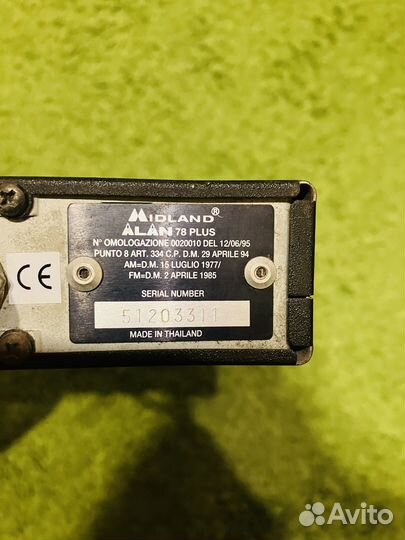 MIDLAND®
ALAN 78 PLUS
N° OMOLOGAZIONE 0020010 DEL 12/06/95
PUNTO 8 ART. 334 C.P. D.M. 29 APRILE 94
AM=D.M. 15 LUGLIO 1977/
FM=D.M. 2 APRILE 1985
SERIAL NUMBER
51203311
MADE IN THAILAND
CE
Avito